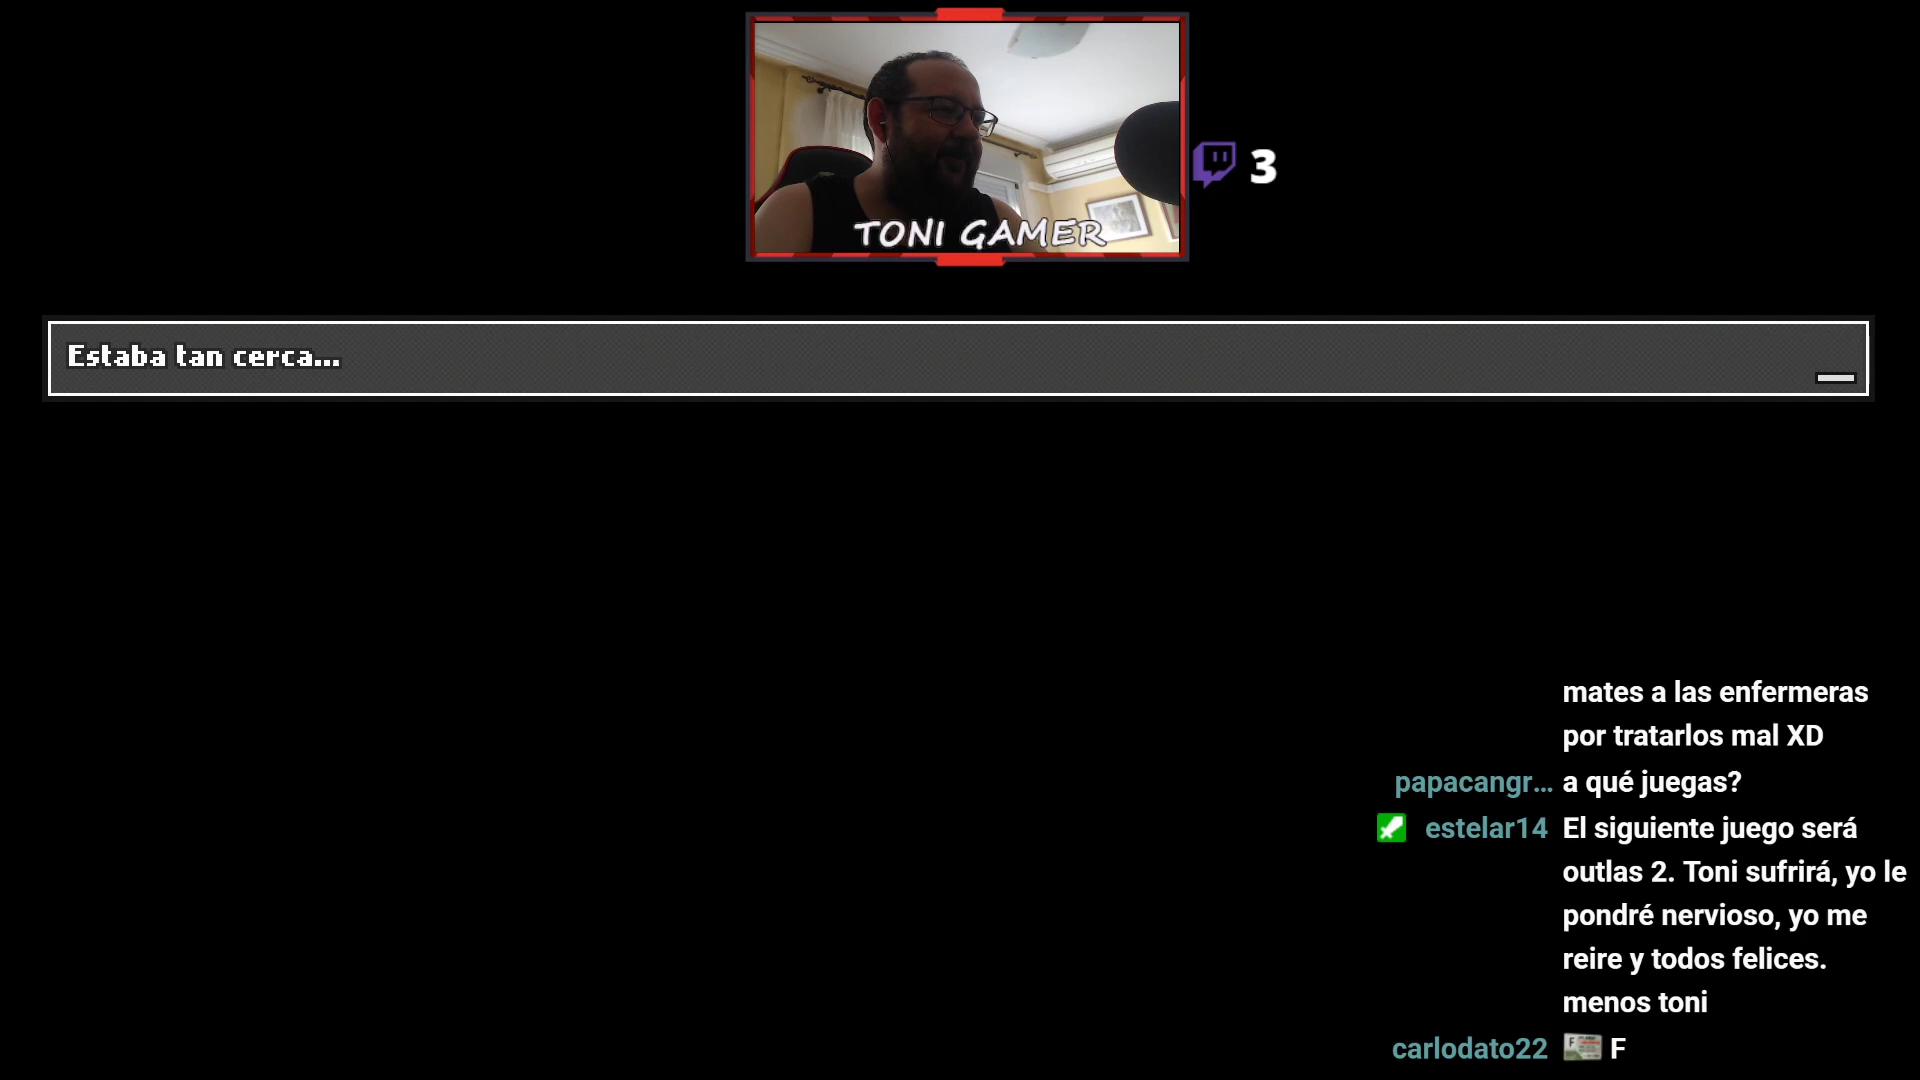 TONI GAMER
3
Estaba tan cerca...
mates a las enfermeras
por tratarlos mal XD
papacangr... a qué juegas?
estelar14 El siguiente juego será
outlas 2. Toni sufrirá, yo le
pondré nervioso, yo me
reire y todos felices.
menos toni
carlodato22 F